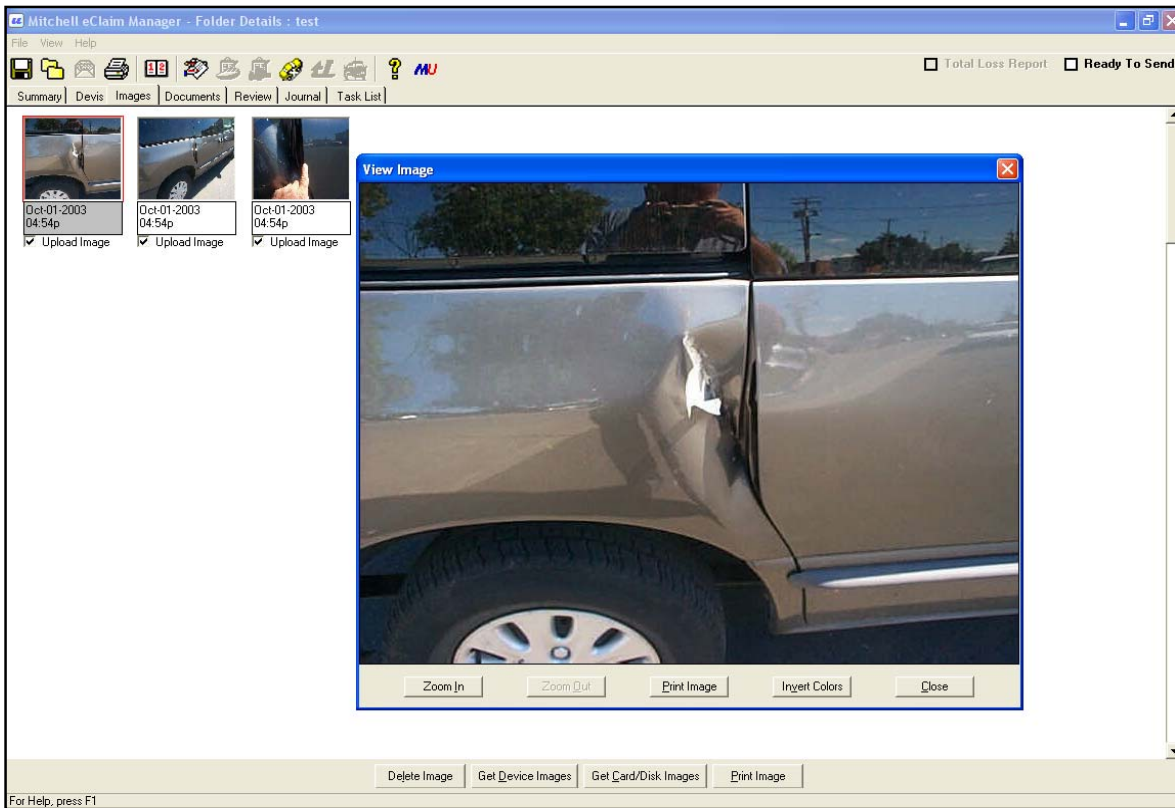 Mitchell eClaim Manager - Folder Details : test
File View Help
Total Loss Report Ready To Send
Summary Devis Images Documents Review Journal Task List
Oct-01-2003
04:54p
Upload Image
Oct-01-2003
04:54p
Upload Image
Oct-01-2003
04:54p
Upload Image
View Image
Zoom In Zoom Out Print Image Invert Colors Close
Delete Image Get Device Images Get Card/Disk Images Print Image
For Help, press F1